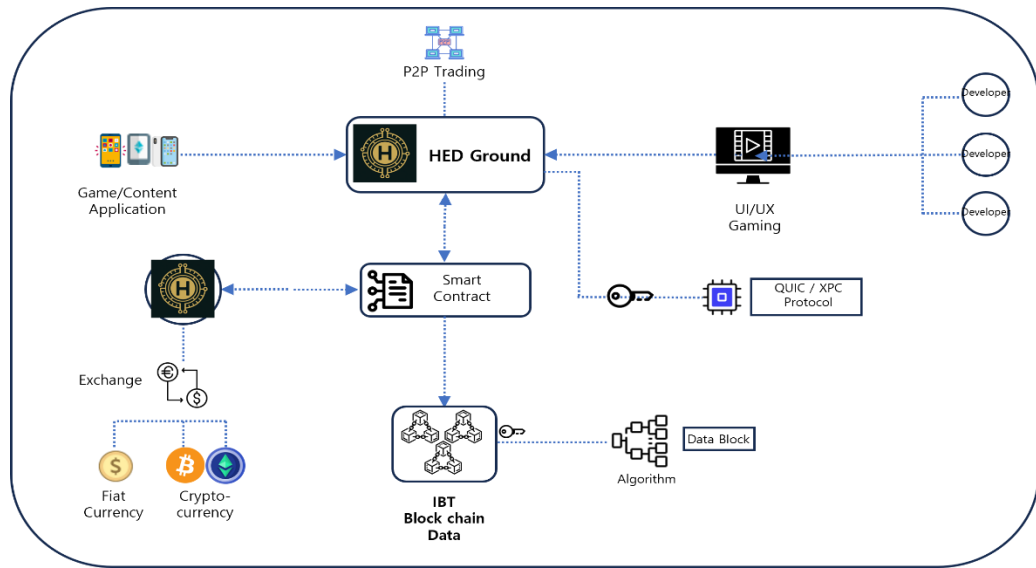 P2P Trading
Developer
HED Ground
Developer
Game/Content
Application
UI/UX
Gaming
Developer
Smart
Contract
QUIC / XPC
Protocol
Exchange
Data Block
Algorithm
Fiat
Currency
Crypto-
currency
IBT
Block chain
Data